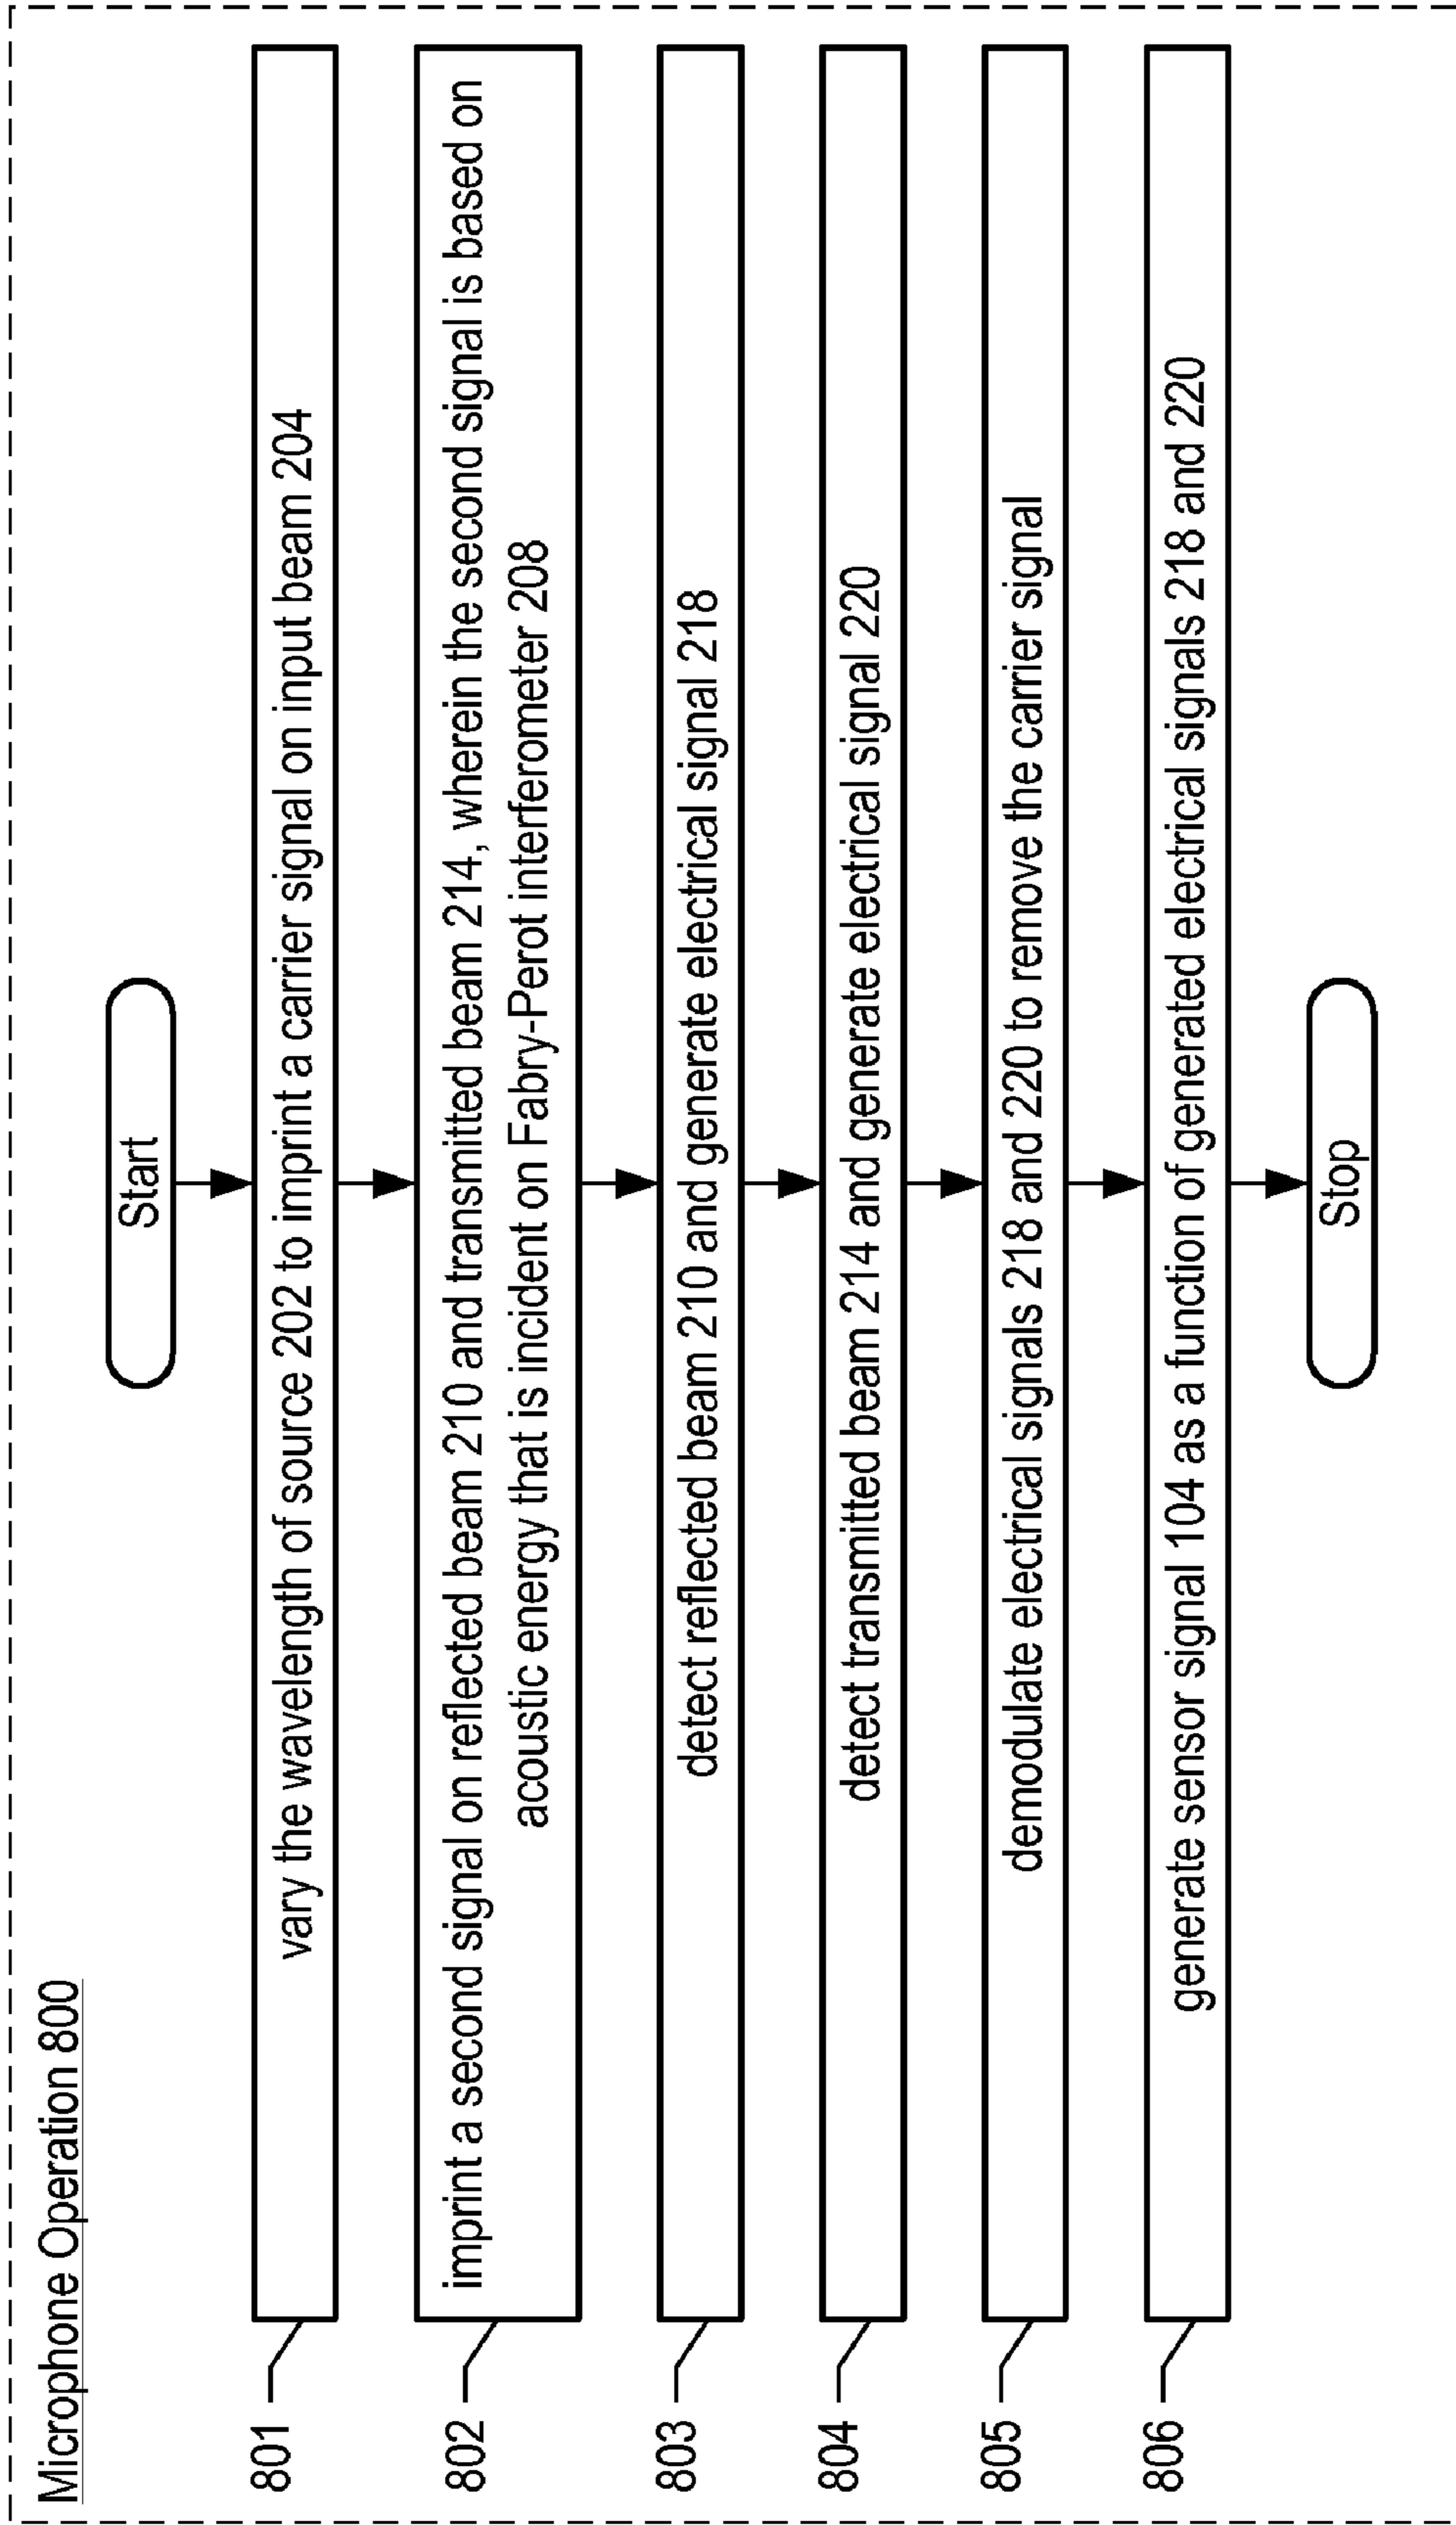 Microphone Operation 800
Start
801
vary the wavelength of source 202 to imprint a carrier signal on input beam 204
802
imprint a second signal on reflected beam 210 and transmitted beam 214, wherein the second signal is based on
acoustic energy that is incident on Fabry-Perot interferometer 208
803
detect reflected beam 210 and generate electrical signal 218
804
detect transmitted beam 214 and generate electrical signal 220
805
demodulate electrical signals 218 and 220 to remove the carrier signal
806
generate sensor signal 104 as a function of generated electrical signals 218 and 220
Stop